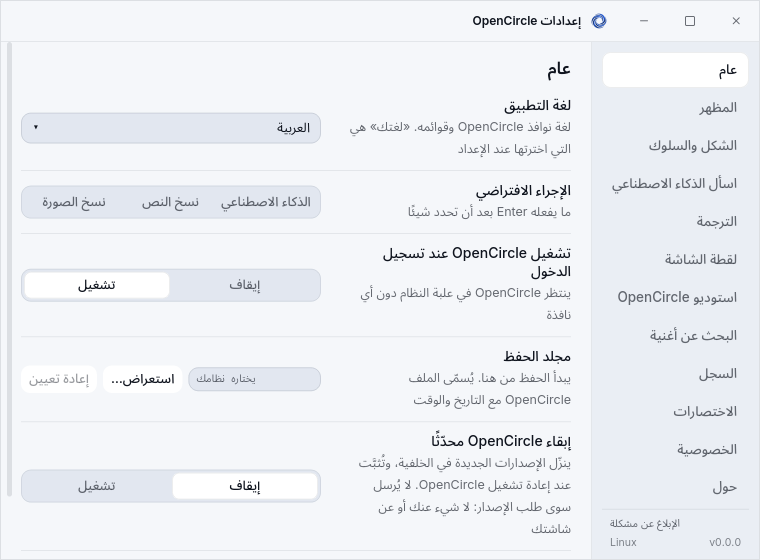 إعدادات OpenCircle
عام
المظهر
الشكل والسلوك
اسأل الذكاء الاصطناعي
الترجمة
لقطة الشاشة
استوديو OpenCircle
البحث عن أغنية
السجل
الاختصارات
الخصوصية
حول
الإبلاغ عن مشكلة
v0.0.0
Linux
عام
لغة التطبيق
لغة نوافذ OpenCircle وقوائمه. «لغتك» هي
التي اخترتها عند الإعداد
العربية
الإجراء الافتراضي
ما يفعله Enter بعد أن تحدد شيئًا
الذكاء الاصطناعي
نسخ النص
نسخ الصورة
تشغيل OpenCircle عند تسجيل
الدخول
ينتظر OpenCircle في علبة النظام دون أي
نافذة
إيقاف
تشغيل
مجلد الحفظ
يبدأ الحفظ من هنا. يُسمّى الملف
OpenCircle مع التاريخ والوقت
يختاره نظامك
استعراض...
إعادة تعيين
إبقاء OpenCircle محدّثًا
ينزّل الإصدارات الجديدة في الخلفية، وتُثبَّت
عند إعادة تشغيل OpenCircle. لا يُرسل
سوى طلب الإصدار: لا شيء عنك أو عن
شاشتك
إيقاف
تشغيل